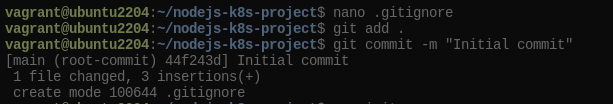 vagrant@ubuntu2204:~/nodejs-k8s-project$ nano .gitignore
vagrant@ubuntu2204:~/nodejs-k8s-project$ git add .
vagrant@ubuntu2204:~/nodejs-k8s-project$ git commit -m "Initial commit"
[main (root-commit) 44f243d] Initial commit
 1 file changed, 3 insertions(+)
 create mode 100644 .gitignore